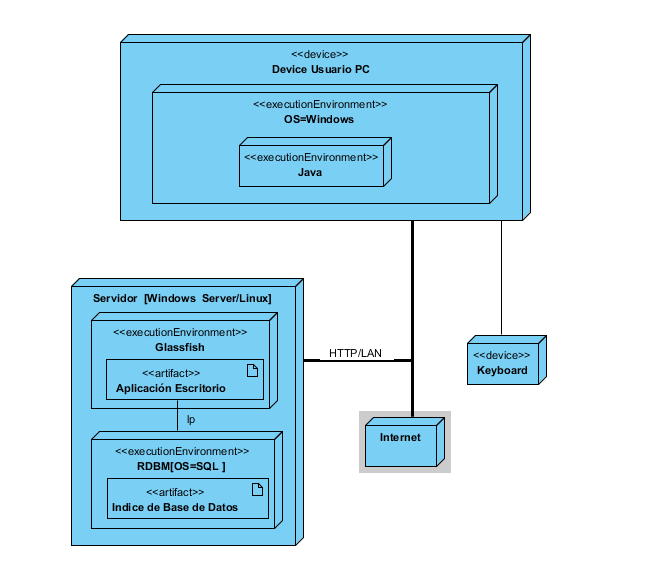 <<device>>
Device Usuario PC
<<executionEnvironment>>
OS=Windows
<<executionEnvironment>>
Java
Servidor [Windows Server/Linux]
<<executionEnvironment>>
Glassfish
<<artifact>>
Aplicación Escritorio
Ip
<<executionEnvironment>>
RDBM[OS=SQL ]
<<artifact>>
Indice de Base de Datos
HTTP/LAN
<<device>>
Keyboard
Internet